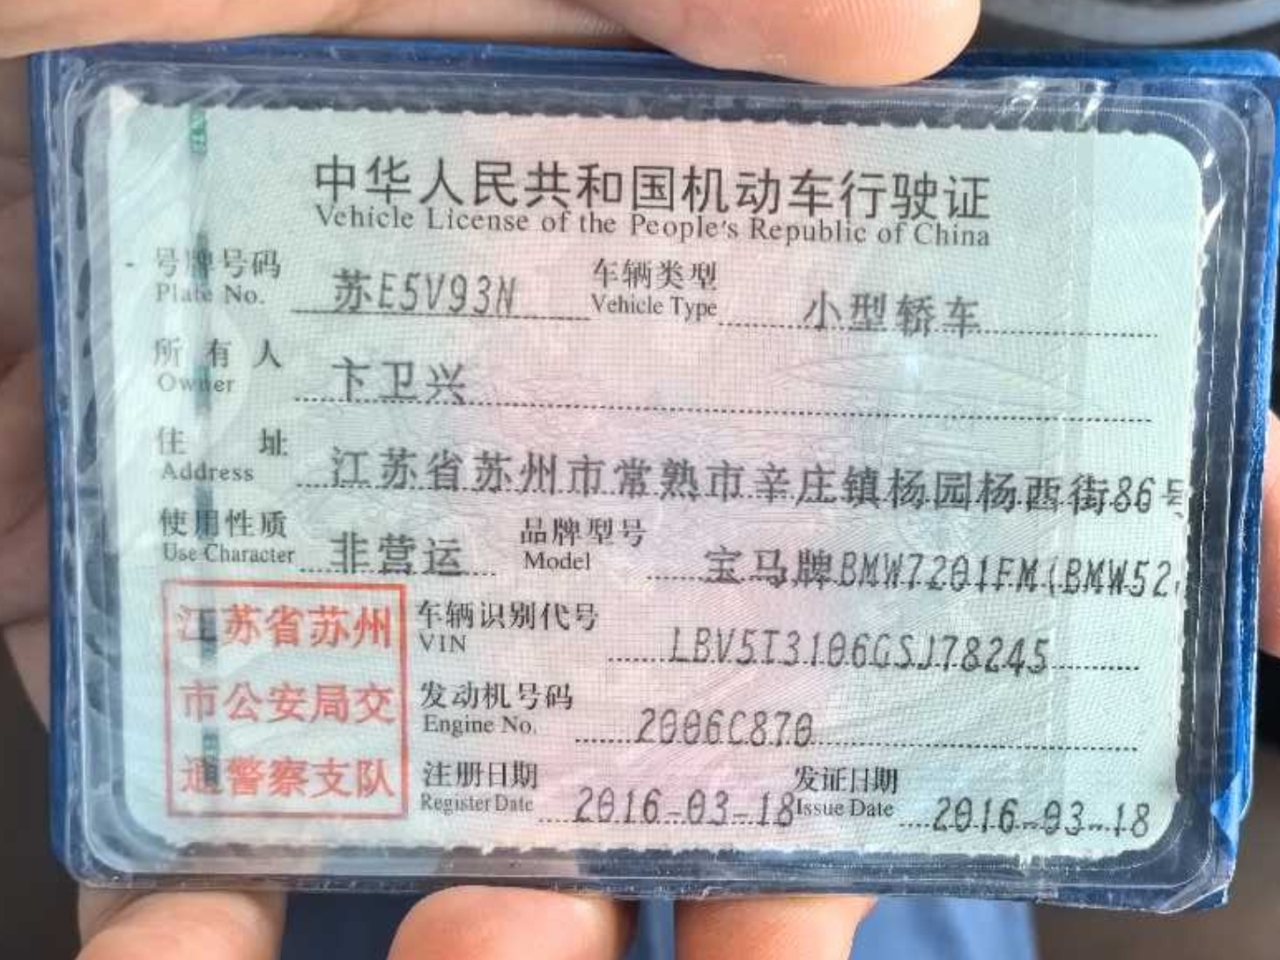 中华人民共和国机动车行驶证
Vehicle License of the People's Republic of China
号牌号码 苏E5V93N 车辆类型 小型轿车
Plate No. Vehicle Type
所有人 卞卫兴
Owner
住址 江苏省苏州市常熟市辛庄镇杨园杨西街86号
Address
使用性质 非营运 品牌型号 宝马牌BMW7201FM(BMW52
Use Character Model
江苏省苏州
市公安局交
通警察支队
车辆识别代号 LBV5T3106GSJ78245
VIN
发动机号码 2006C870
Engine No.
注册日期 2016-03-18 发证日期 2016-03-18
Register Date Issue Date